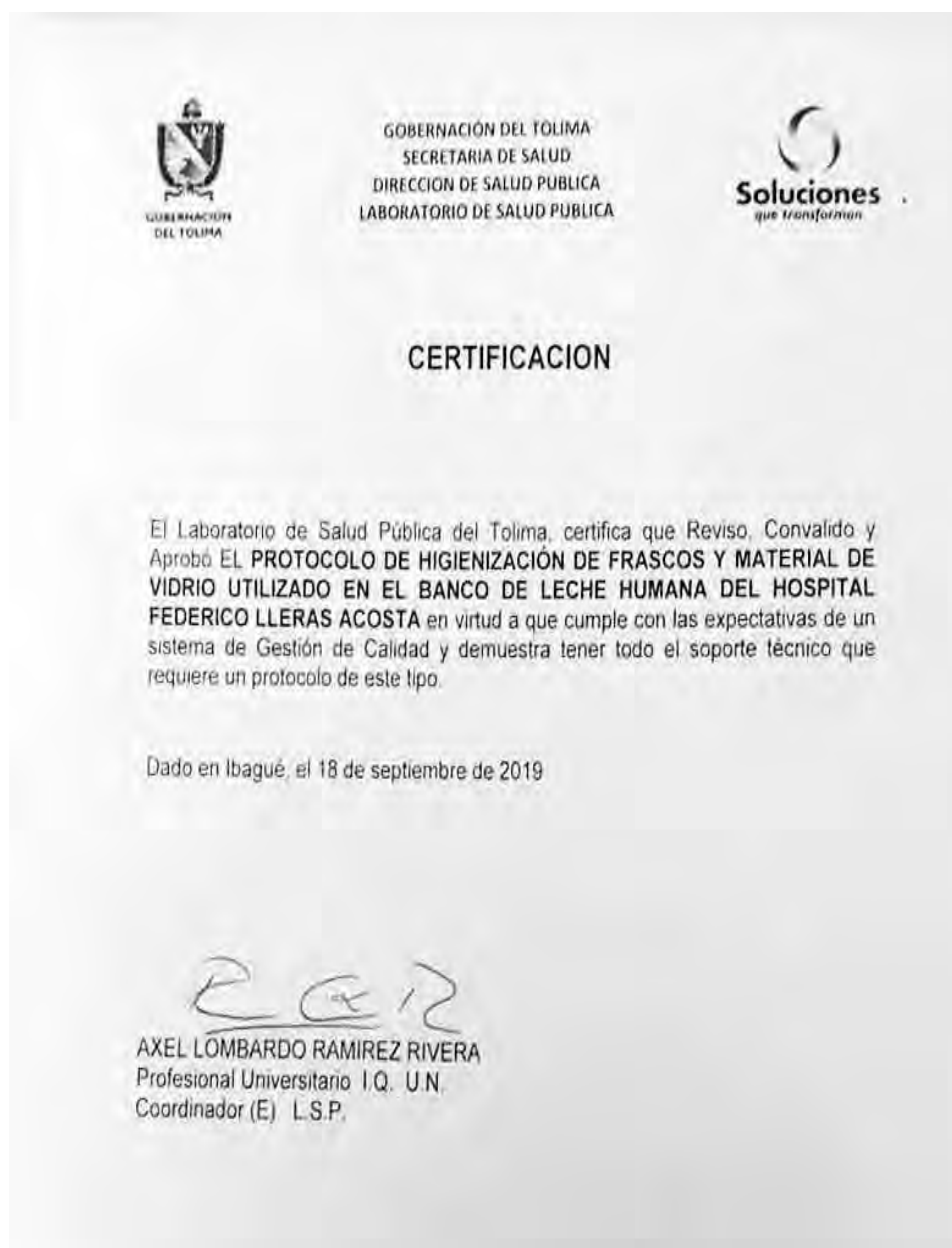 GOBERNACIÓN
DEL TOLIMA
GOBERNACIÓN DEL TOLIMA
SECRETARIA DE SALUD
DIRECCION DE SALUD PUBLICA
LABORATORIO DE SALUD PUBLICA
Soluciones
que transforman
CERTIFICACION
El Laboratorio de Salud Pública del Tolima, certifica que Reviso, Convalido y
Aprobó EL PROTOCOLO DE HIGIENIZACIÓN DE FRASCOS Y MATERIAL DE
VIDRIO UTILIZADO EN EL BANCO DE LECHE HUMANA DEL HOSPITAL
FEDERICO LLERAS ACOSTA en virtud a que cumple con las expectativas de un
sistema de Gestión de Calidad y demuestra tener todo el soporte técnico que
requiere un protocolo de este tipo.
Dado en Ibagué, el 18 de septiembre de 2019
AXEL LOMBARDO RAMIREZ RIVERA
Profesional Universitario I.Q. U.N.
Coordinador (E) L.S.P.